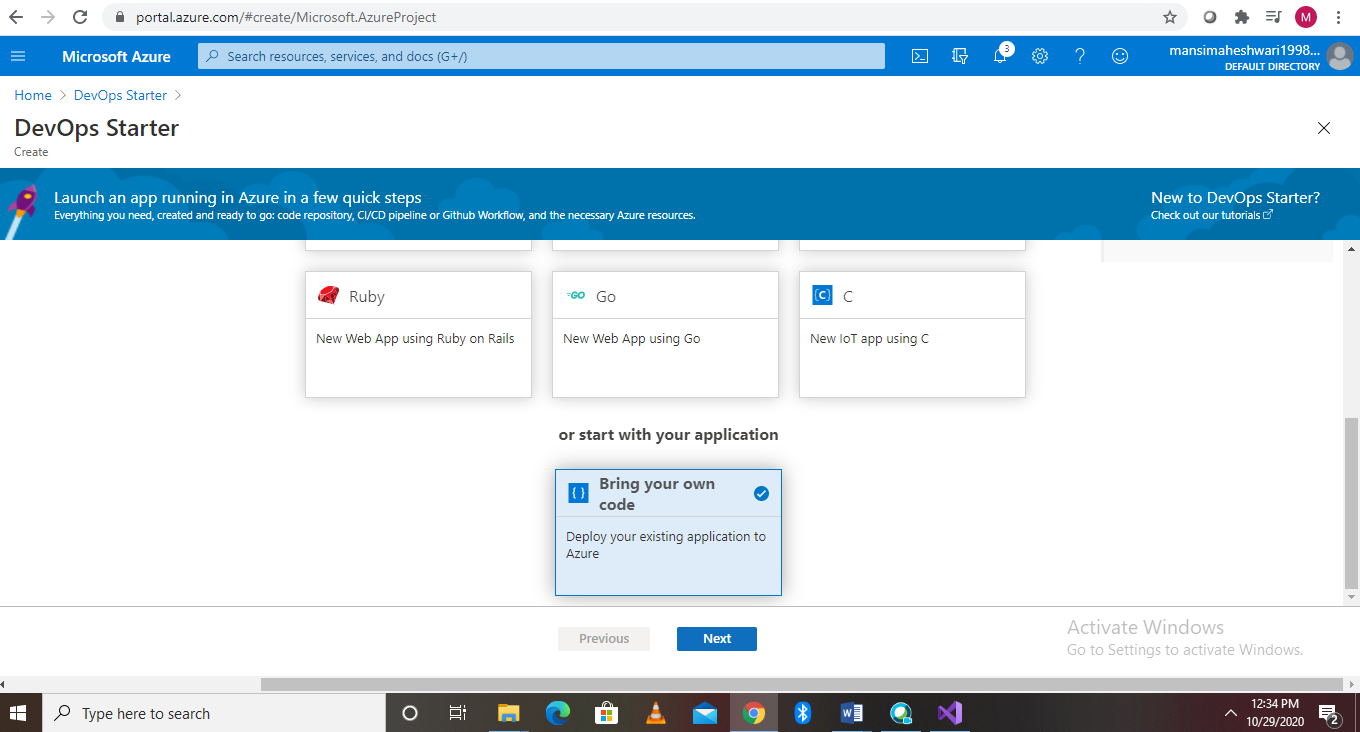 portal.azure.com/#create/Microsoft.AzureProject
M
Microsoft Azure
Search resources, services, and docs (G+/)
3
mansimaheshwari1998...
DEFAULT DIRECTORY
Home > DevOps Starter >
DevOps Starter
Create
Launch an app running in Azure in a few quick steps
Everything you need, created and ready to go: code repository, CI/CD pipeline or Github Workflow, and the necessary Azure resources.
New to DevOps Starter?
Check out our tutorials
Ruby
New Web App using Ruby on Rails
GO
Go
New Web App using Go
[C]
C
New IoT app using C
or start with your application
{ }
Bring your own
code
Deploy your existing application to
Azure
Previous
Next
Activate Windows
Go to Settings to activate Windows.
Type here to search
W
12:34 PM
10/29/2020
2